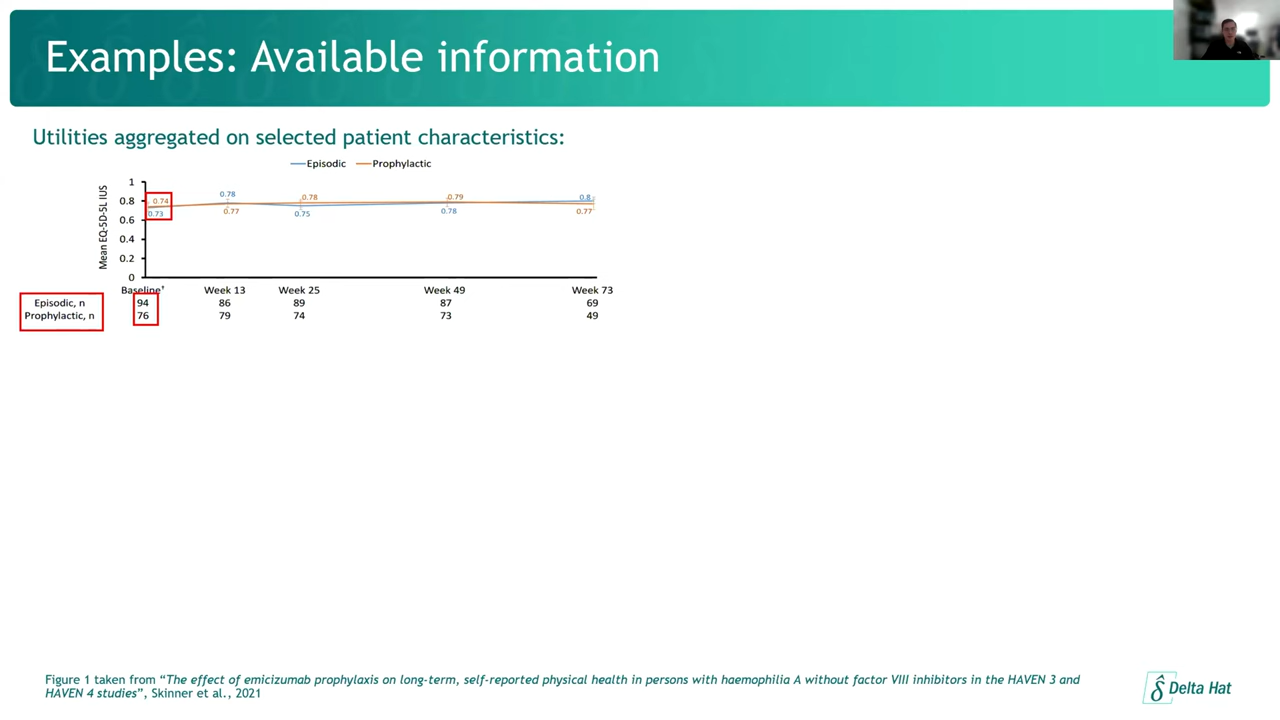 Examples: Available information
Utilities aggregated on selected patient characteristics:
Episodic Prophylactic
Mean EQ-5D-5L IUS
1
0.8
0.6
0.4
0.2
0
0.74
0.73
0.78
0.77
0.78
0.75
0.79
0.78
0.8
0.77
Baseline† Week 13 Week 25 Week 49 Week 73
Episodic, n 94 86 89 87 69
Prophylactic, n 76 79 74 73 49
Figure 1 taken from “The effect of emicizumab prophylaxis on long-term, self-reported physical health in persons with haemophilia A without factor VIII inhibitors in the HAVEN 3 and
HAVEN 4 studies”, Skinner et al., 2021
δ Delta Hat